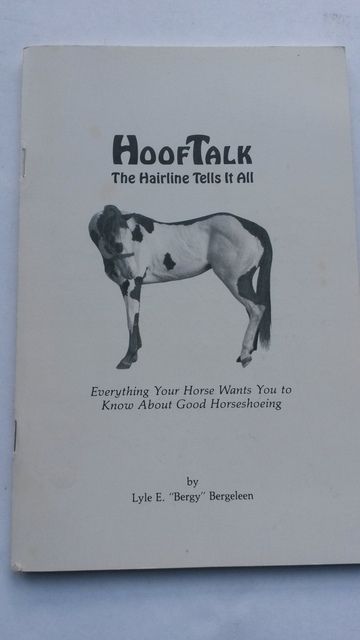 HOOFTALK
The Hairline Tells It All
Everything Your Horse Wants You to
Know About Good Horseshoeing
by
Lyle E. "Bergy" Bergeleen